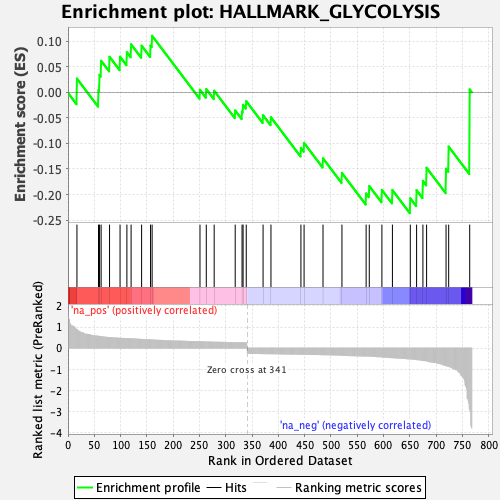 Enrichment plot: HALLMARK_GLYCOLYSIS
Enrichment score (ES)
0.10
0.05
0.00
-0.05
-0.10
-0.15
-0.20
-0.25
Ranked list metric (PreRanked)
2
1
0
-1
-2
-3
-4
'na_pos' (positively correlated)
Zero cross at 341
'na_neg' (negatively correlated)
0 50 100 150 200 250 300 350 400 450 500 550 600 650 700 750 800
Rank in Ordered Dataset
Enrichment profile Hits Ranking metric scores